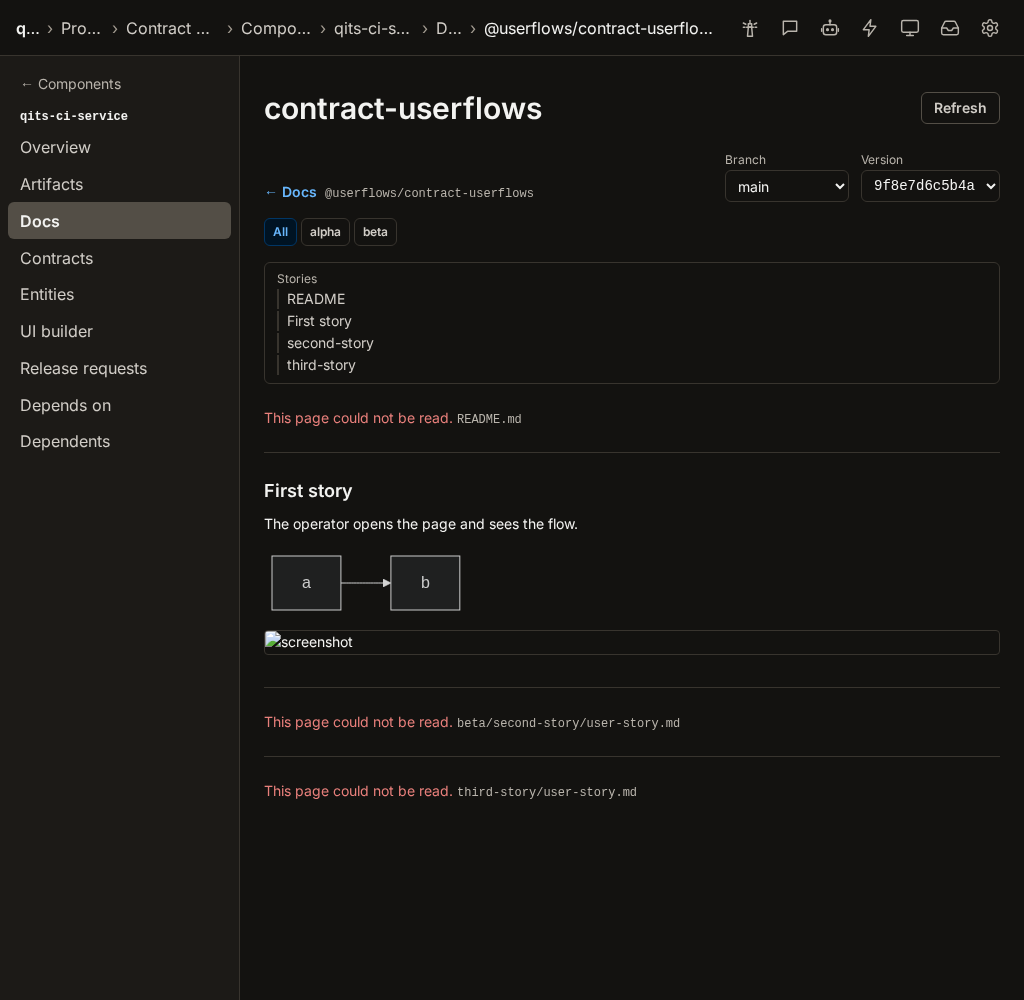 q... › Pro... › Contract ... › Compo... › qits-ci-s... › D... › @userflows/contract-userflo...
← Components
qits-ci-service
Overview
Artifacts
Docs
Contracts
Entities
UI builder
Release requests
Depends on
Dependents
contract-userflows
Refresh
Branch
Version
← Docs @userflows/contract-userflows
main
9f8e7d6c5b4a
All alpha beta
Stories
README
First story
second-story
third-story
This page could not be read. README.md
First story
The operator opens the page and sees the flow.
a b
screenshot
This page could not be read. beta/second-story/user-story.md
This page could not be read. third-story/user-story.md